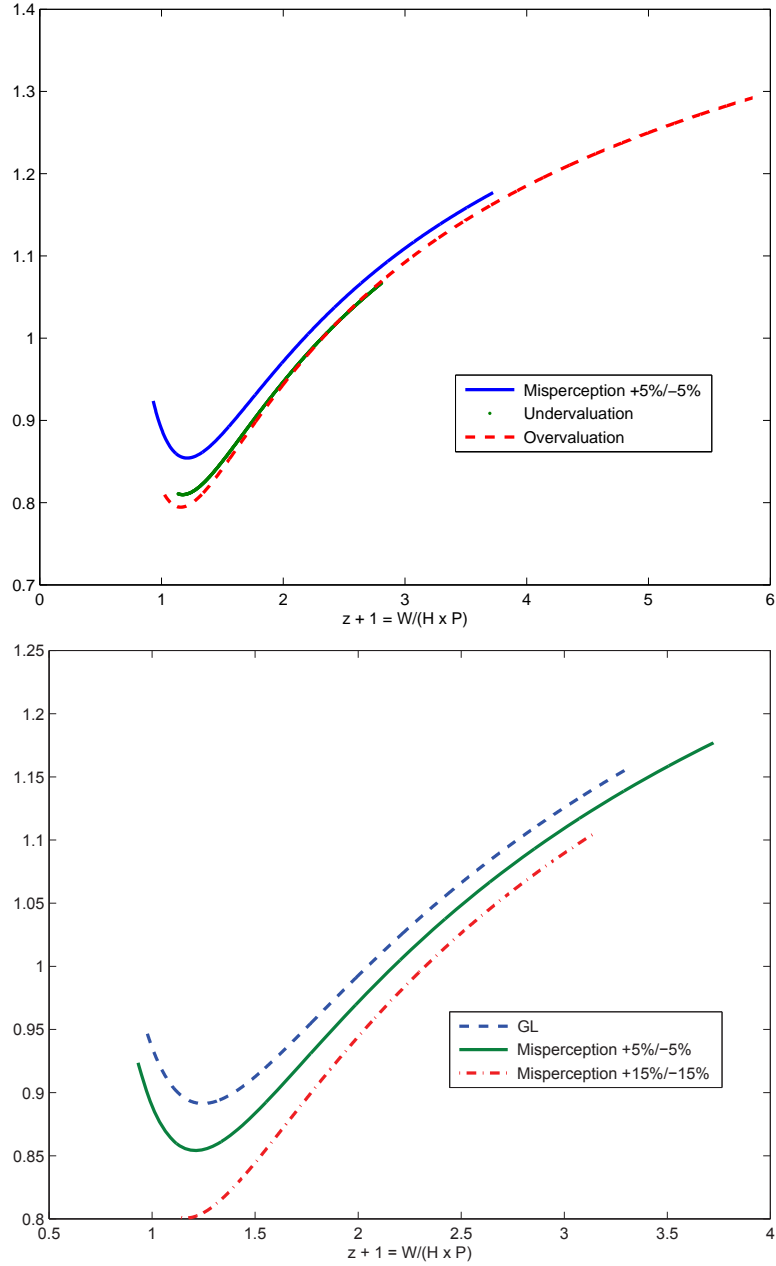 1.4
1.3
1.2
1.1
1
0.9
0.8
0.7
0 1 2 3 4 5 6
z + 1 = W/(H x P)
Misperception +5%/−5%
Undervaluation
Overvaluation
1.25
1.2
1.15
1.1
1.05
1
0.95
0.9
0.85
0.8
0.5 1 1.5 2 2.5 3 3.5 4
z + 1 = W/(H x P)
GL
Misperception +5%/−5%
Misperception +15%/−15%